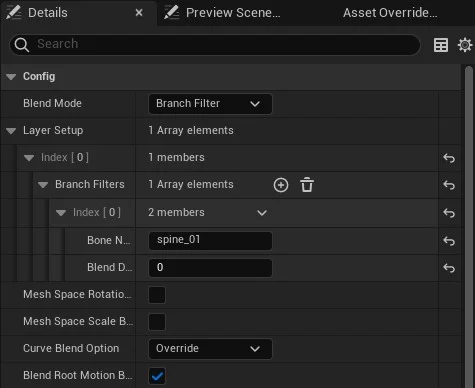 Details
Preview Scene...
Asset Override...
Search
Config
Blend Mode
Branch Filter
Layer Setup
1 Array elements
Index [ 0 ]
1 members
Branch Filters
1 Array elements
Index [ 0 ]
2 members
Bone N...
spine_01
Blend D...
0
Mesh Space Rotatio...
Mesh Space Scale B...
Curve Blend Option
Override
Blend Root Motion B...